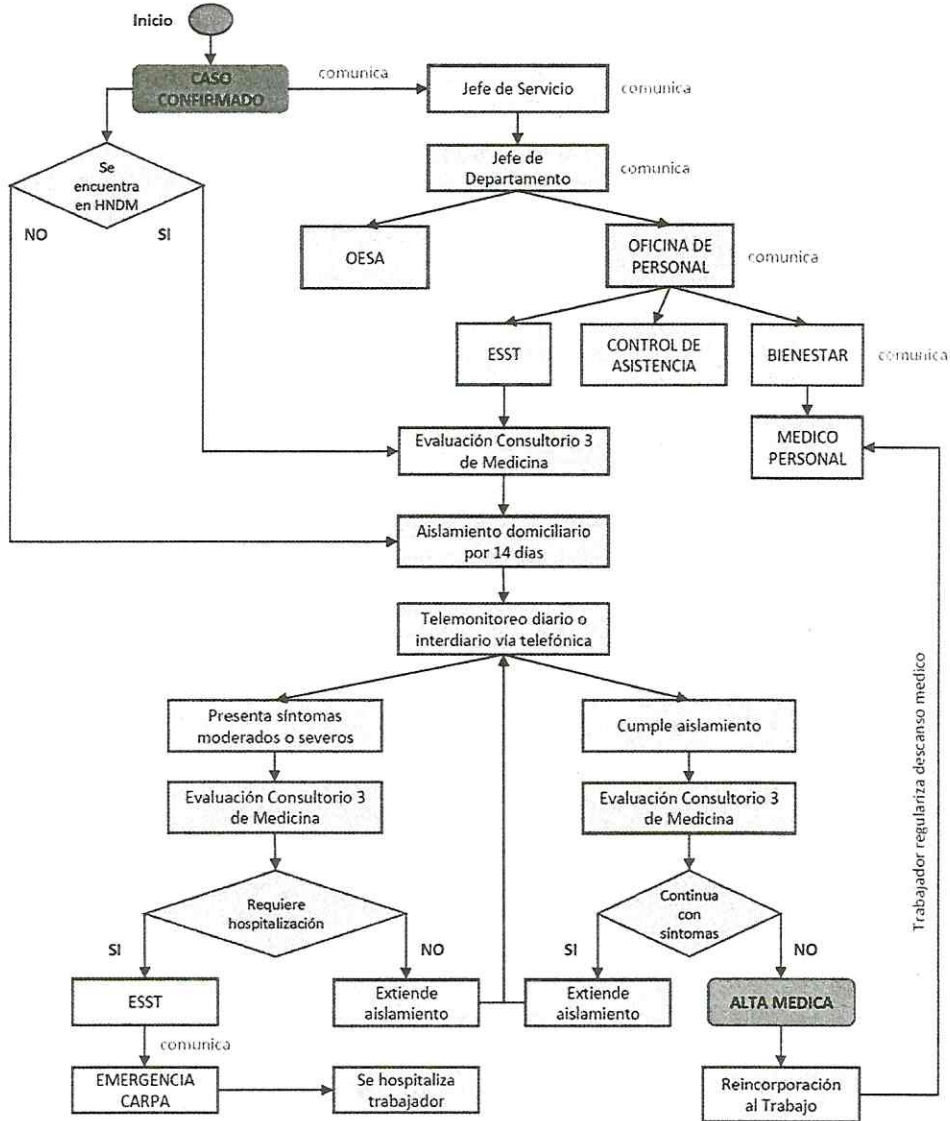 Inicio
CASO
CONFIRMADO
comunica
Jefe de Servicio
comunica
Se
encuentra
en HNDM
Jefe de
Departamento
comunica
NO
SI
OESA
OFICINA DE
PERSONAL
comunica
ESST
CONTROL DE
ASISTENCIA
BIENESTAR
comunica
Evaluación Consultorio 3
de Medicina
MEDICO
PERSONAL
Aislamiento domiciliario
por 14 días
Telemonitoreo diario o
interdiario vía telefónica
Presenta síntomas
moderados o severos
Cumple aislamiento
Evaluación Consultorio 3
de Medicina
Evaluación Consultorio 3
de Medicina
Trabajador regulariza descanso medico
Requiere
hospitalización
Continua
con
síntomas
SI
NO
SI
NO
ESST
Extiende
aislamiento
Extiende
aislamiento
ALTA MEDICA
comunica
EMERGENCIA
CARPA
Se hospitaliza
trabajador
Reincorporación
al Trabajo